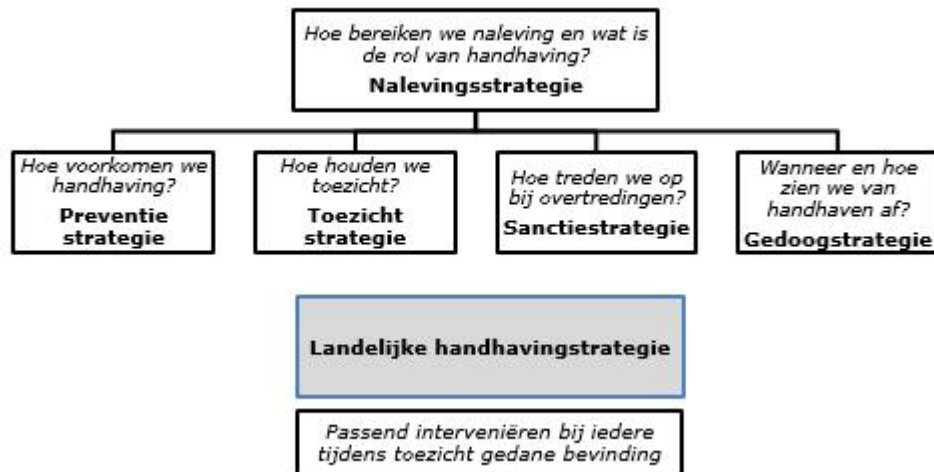 Hoe bereiken we naleving en wat is
de rol van handhaving?
Nalevingsstrategie
Hoe voorkomen we
handhaving?
Preventie
strategie
Hoe houden we
toezicht?
Toezicht
strategie
Hoe treden we op
bij overtredingen?
Sanctiestrategie
Wanneer en hoe
zien we van
handhaven af?
Gedoogstrategie
Landelijke handhavingstrategie
Passend interveniëren bij iedere
tijdens toezicht gedane bevinding